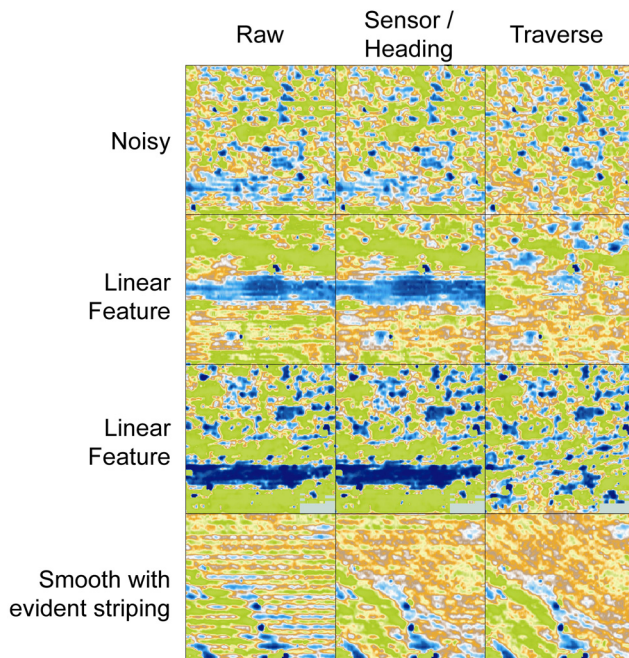 Raw
Sensor /
Heading
Traverse
Noisy
Linear
Feature
Linear
Feature
Smooth with
evident striping